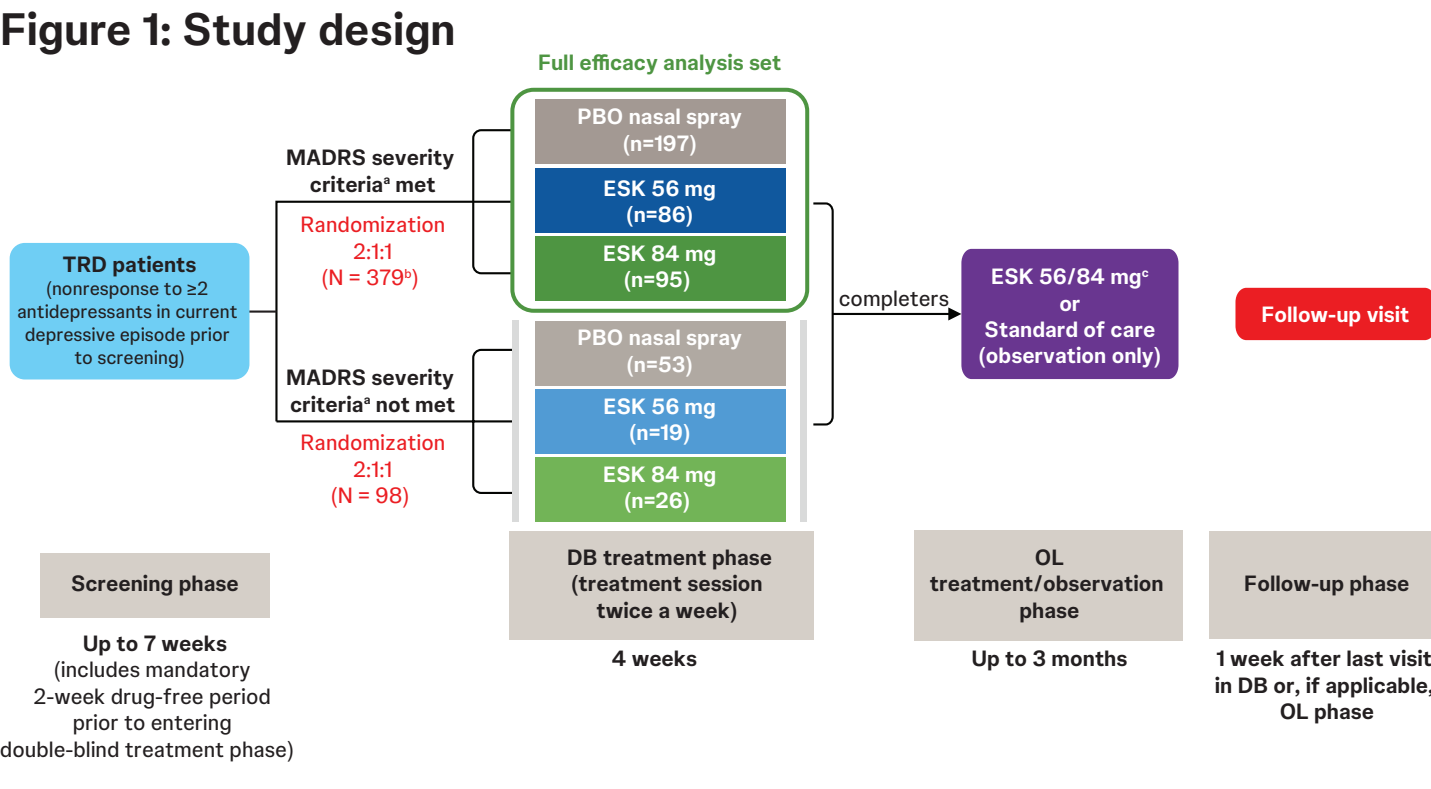 Figure 1: Study design
Full efficacy analysis set
TRD patients
(nonresponse to ≥2
antidepressants in current
depressive episode prior
to screening)
MADRS severity
criteriaᵃ met
Randomization
2:1:1
(N = 379ᵇ)
PBO nasal spray
(n=197)
ESK 56 mg
(n=86)
ESK 84 mg
(n=95)
MADRS severity
criteriaᵃ not met
Randomization
2:1:1
(N = 98)
PBO nasal spray
(n=53)
ESK 56 mg
(n=19)
ESK 84 mg
(n=26)
completers
ESK 56/84 mgᶜ
or
Standard of care
(observation only)
Follow-up visit
Screening phase
Up to 7 weeks
(includes mandatory
2-week drug-free period
prior to entering
double-blind treatment phase)
DB treatment phase
(treatment session
twice a week)
4 weeks
OL
treatment/observation
phase
Up to 3 months
Follow-up phase
1 week after last visit
in DB or, if applicable,
OL phase